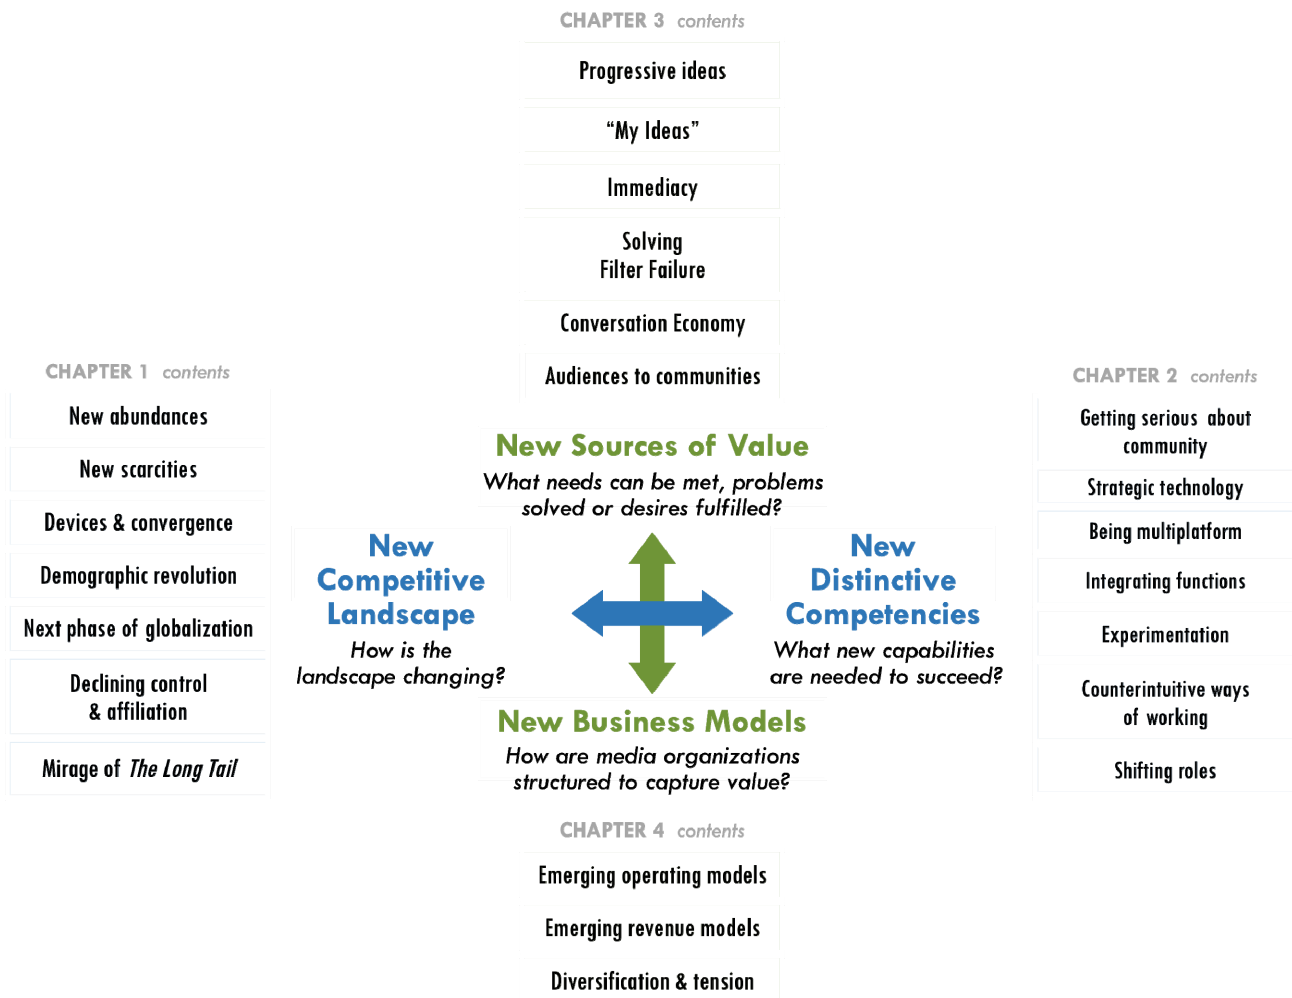 CHAPTER 3 contents
Progressive ideas
“My Ideas”
Immediacy
Solving
Filter Failure
Conversation Economy
Audiences to communities
CHAPTER 1 contents
New abundances
New scarcities
Devices & convergence
Demographic revolution
Next phase of globalization
Declining control
& affiliation
Mirage of The Long Tail
New Sources of Value
What needs can be met, problems
solved or desires fulfilled?
New
Competitive
Landscape
How is the
landscape changing?
New
Distinctive
Competencies
What new capabilities
are needed to succeed?
New Business Models
How are media organizations
structured to capture value?
CHAPTER 2 contents
Getting serious about
community
Strategic technology
Being multiplatform
Integrating functions
Experimentation
Counterintuitive ways
of working
Shifting roles
CHAPTER 4 contents
Emerging operating models
Emerging revenue models
Diversification & tension